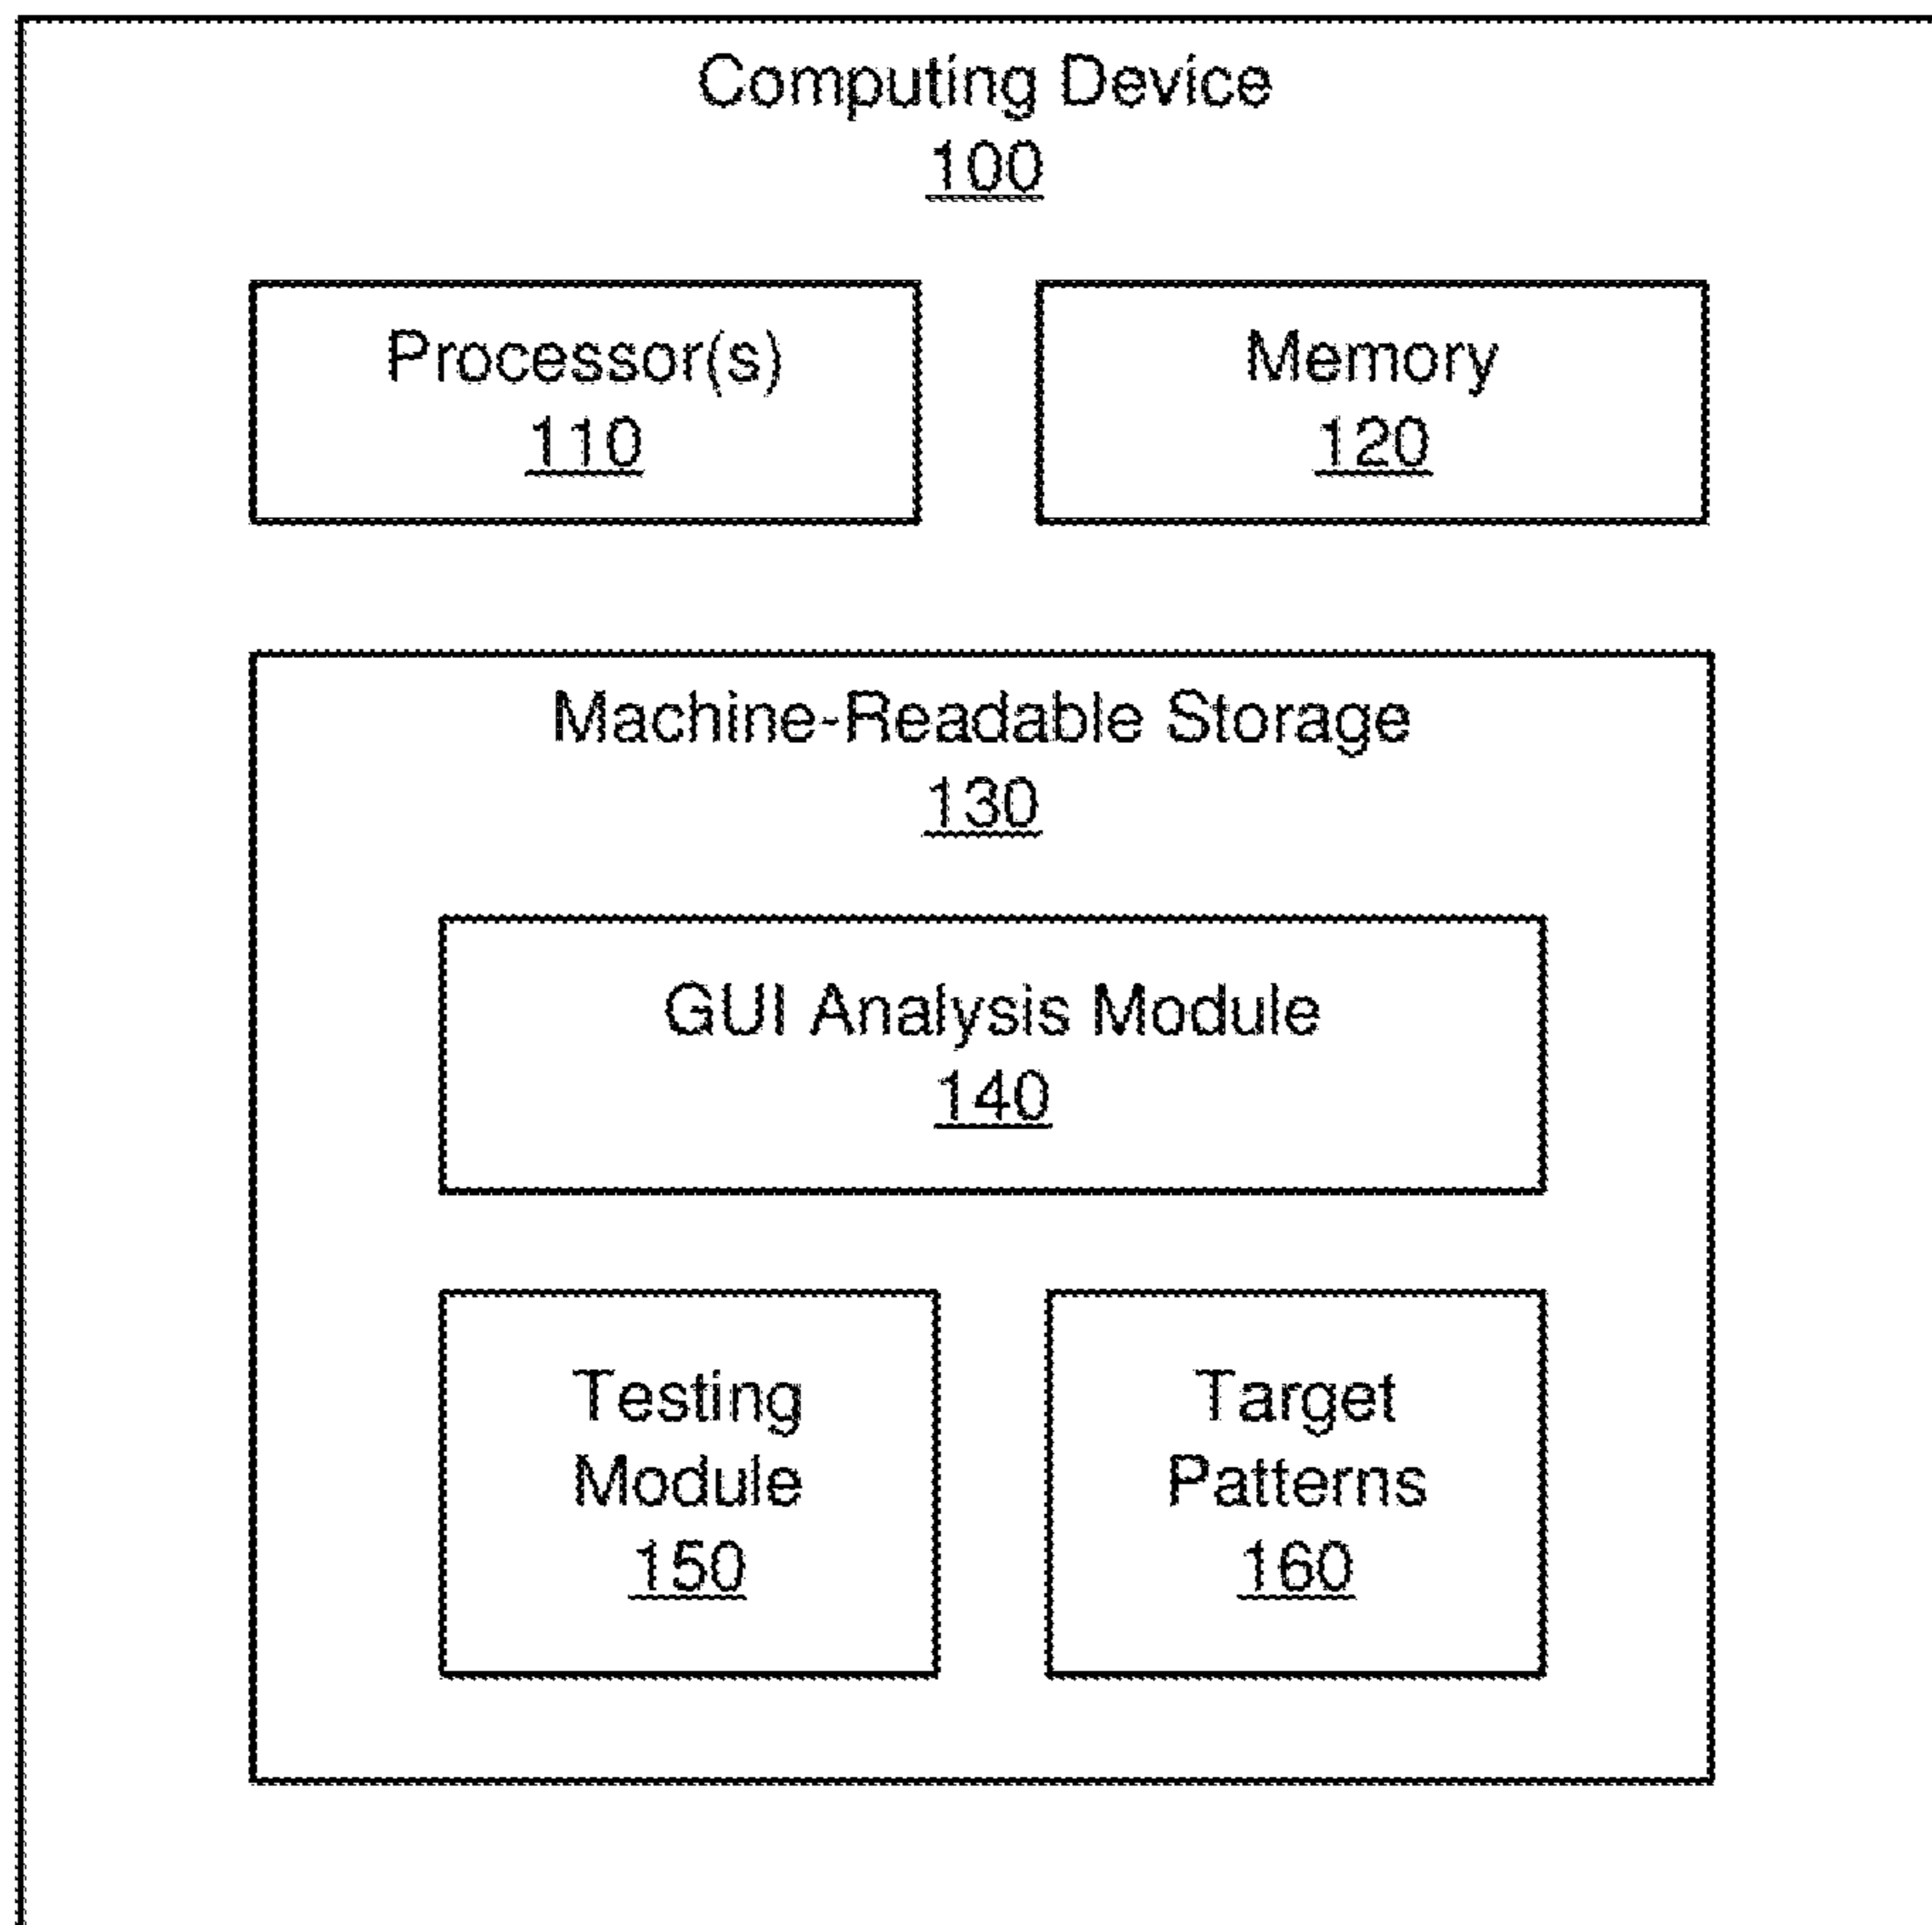 Computing Device
100
Processor(s)
110
Memory
120
Machine-Readable Storage
130
GUI Analysis Module
140
Testing
Module
150
Target
Patterns
160